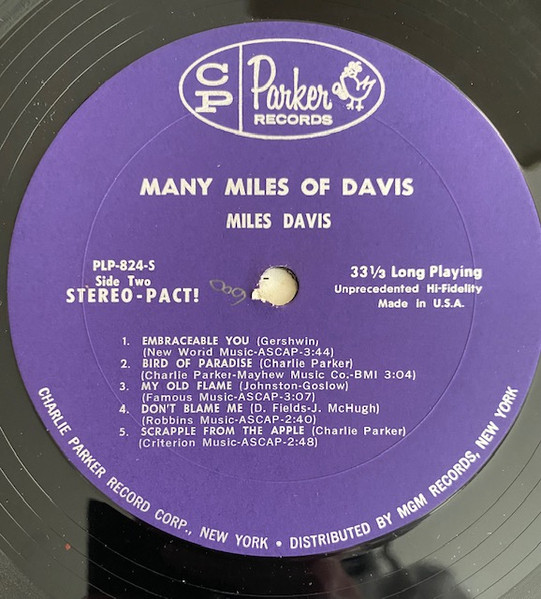 CP
Parker
RECORDS
MANY MILES OF DAVIS
MILES DAVIS
PLP-824-S
Side Two
STEREO-PACT!
33 1/3 Long Playing
Unprecedented Hi-Fidelity
Made in U.S.A.
1. EMBRACEABLE YOU (Gershwin)
(New World Music-ASCAP-3:44)
2. BIRD OF PARADISE (Charlie Parker)
(Charlie Parker-Mayhew Music Co.-BMI 3:04)
3. MY OLD FLAME (Johnston-Goslow)
(Famous Music-ASCAP-3:07)
4. DON'T BLAME ME (D. Fields-J. McHugh)
(Robbins Music-ASCAP-2:40)
5. SCRAPPLE FROM THE APPLE (Charlie Parker)
(Criterion Music-ASCAP-2:48)
CHARLIE PARKER RECORD CORP., NEW YORK • DISTRIBUTED BY MGM RECORDS, NEW YORK